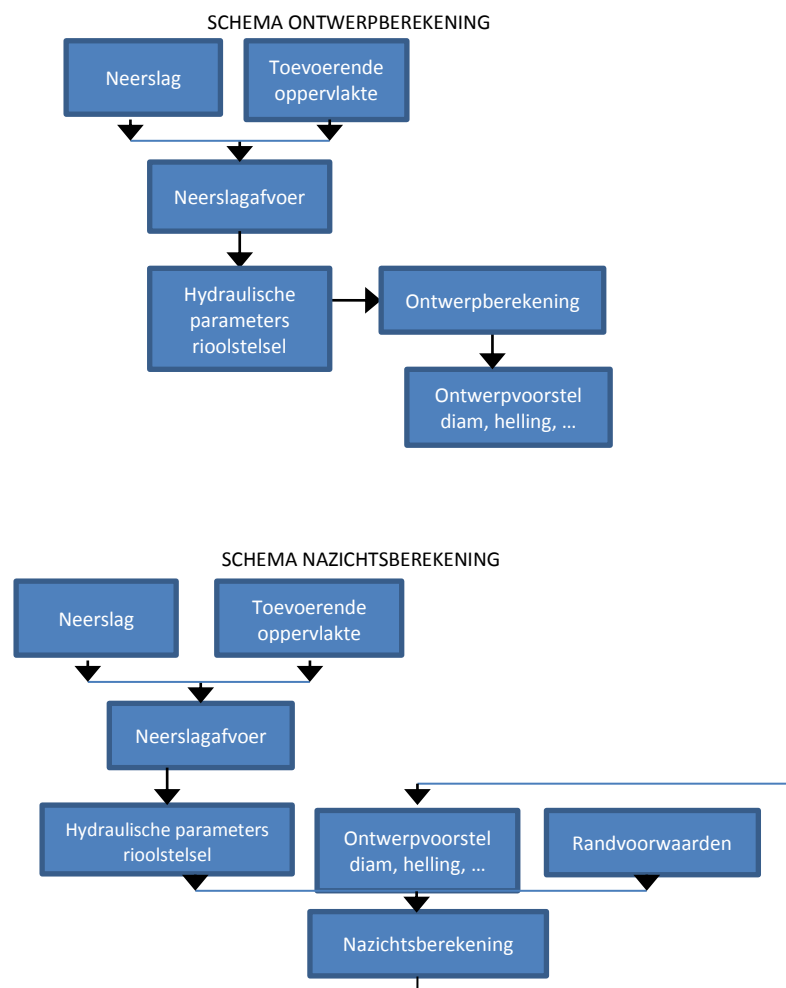 SCHEMA ONTWERPBEREKENING
Neerslag
Toevoerende
oppervlakte
Neerslagafvoer
Hydraulische
parameters
rioolstelsel
Ontwerpberekening
Ontwerpvoorstel
diam, helling, ...
SCHEMA NAZICHTSBEREKENING
Neerslag
Toevoerende
oppervlakte
Neerslagafvoer
Hydraulische parameters
rioolstelsel
Ontwerpvoorstel
diam, helling, ...
Randvoorwaarden
Nazichtsberekening